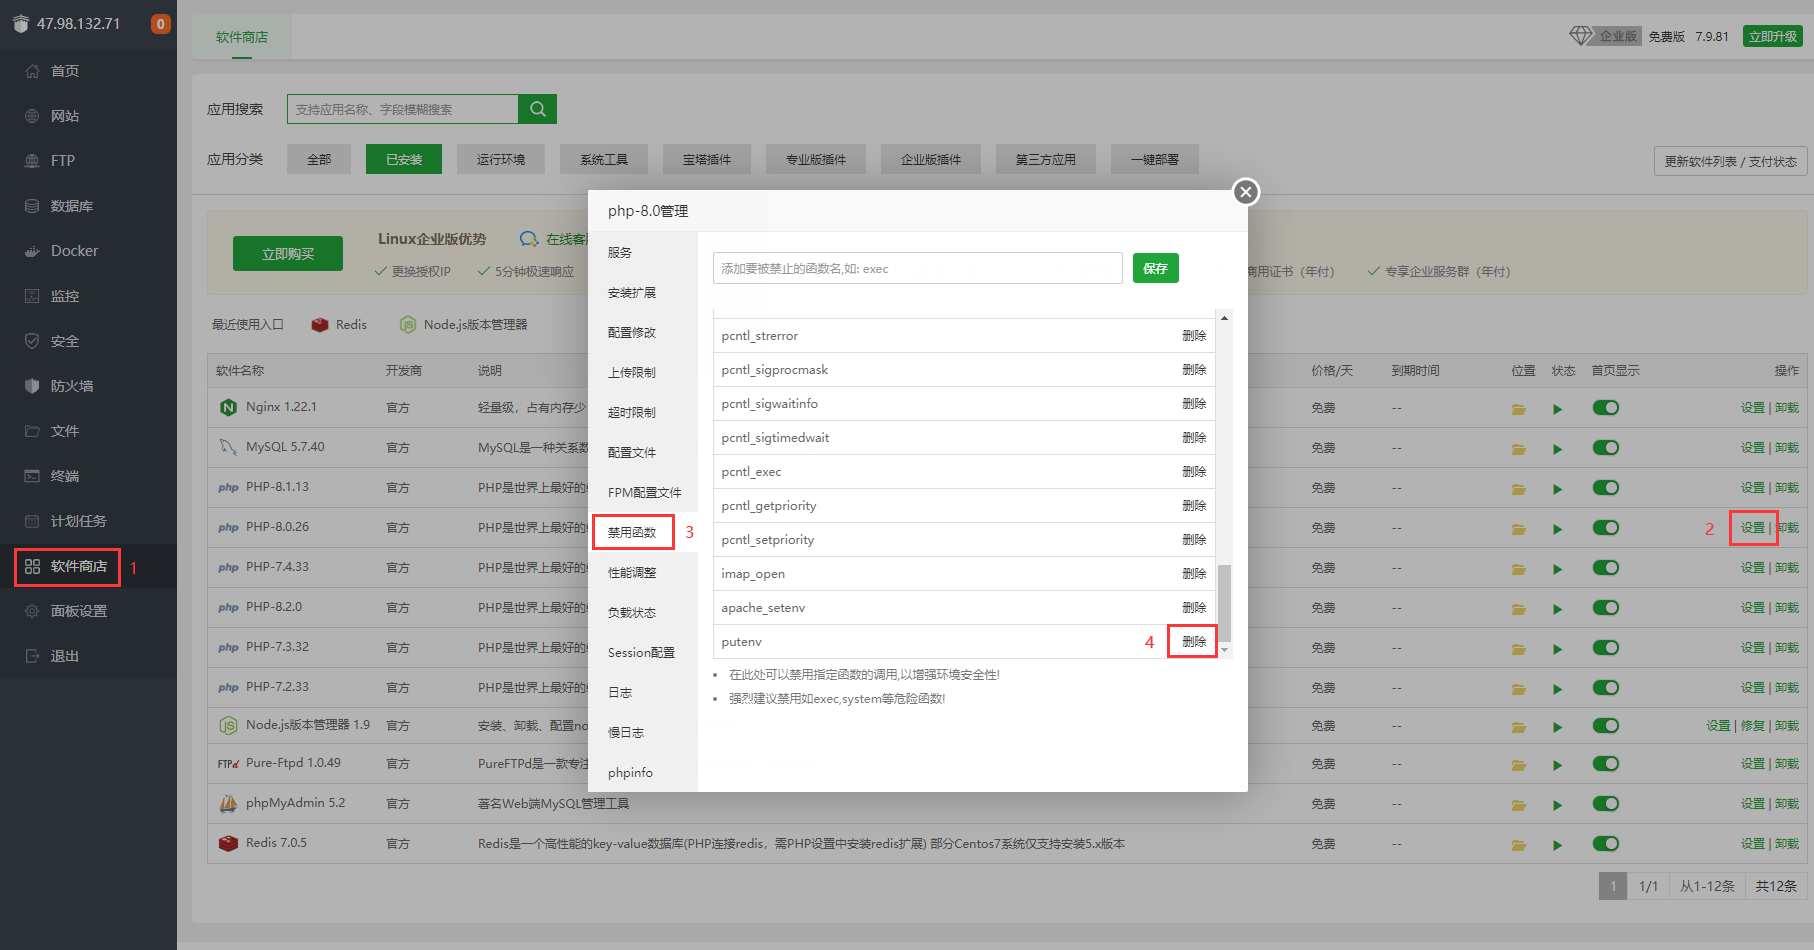 47.98.132.71 0
首页
网站
FTP
数据库
Docker
监控
安全
防火墙
文件
终端
计划任务
软件商店 1
面板设置
退出
软件商店
企业版 免费版 7.9.81 立即升级
应用搜索 支持应用名称、字段模糊搜索
应用分类 全部 已安装 运行环境 系统工具 宝塔插件 专业版插件 企业版插件 第三方应用 一键部署
更新软件列表 / 支付状态
立即购买
Linux企业版优势 在线客
更换授权IP 5分钟极速响应 商用证书（年付） 专享企业服务群（年付）
最近使用入口 Redis Node.js版本管理器
软件名称 开发商 说明 价格/天 到期时间 位置 状态 首页显示 操作
Nginx 1.22.1 官方 轻量级，占有内存少 免费 -- 设置 | 卸载
MySQL 5.7.40 官方 MySQL是一种关系数 免费 -- 设置 | 卸载
php PHP-8.1.13 官方 PHP是世界上最好的 免费 -- 设置 | 卸载
php PHP-8.0.26 官方 PHP是世界上最好的 免费 -- 2 设置 | 卸载
php PHP-7.4.33 官方 PHP是世界上最好的 免费 -- 设置 | 卸载
php PHP-8.2.0 官方 PHP是世界上最好的 免费 -- 设置 | 卸载
php PHP-7.3.32 官方 PHP是世界上最好的 免费 -- 设置 | 卸载
php PHP-7.2.33 官方 PHP是世界上最好的 免费 -- 设置 | 卸载
Node.js版本管理器 1.9 官方 安装、卸载、配置no 免费 -- 设置 | 修复 | 卸载
FTPd Pure-Ftpd 1.0.49 官方 PureFTPd是一款专注 免费 -- 设置 | 卸载
phpMyAdmin 5.2 官方 著名Web端MySQL管理工具 免费 -- 设置 | 卸载
Redis 7.0.5 官方 Redis是一个高性能的key-value数据库(PHP连接redis，需PHP设置中安装redis扩展) 部分Centos7系统仅支持安装5.x版本 免费 -- 设置 | 卸载
1 1/1 从1-12条 共12条
php-8.0管理
服务
安装扩展
配置修改
上传限制
超时限制
配置文件
FPM配置文件
禁用函数 3
性能调整
负载状态
Session配置
日志
慢日志
phpinfo
添加要被禁止的函数名,如: exec 保存
pcntl_strerror 删除
pcntl_sigprocmask 删除
pcntl_sigwaitinfo 删除
pcntl_sigtimedwait 删除
pcntl_exec 删除
pcntl_getpriority 删除
pcntl_setpriority 删除
imap_open 删除
apache_setenv 删除
putenv 4 删除
在此处可以禁用指定函数的调用,以增强环境安全性!
强烈建议禁用如exec,system等危险函数!